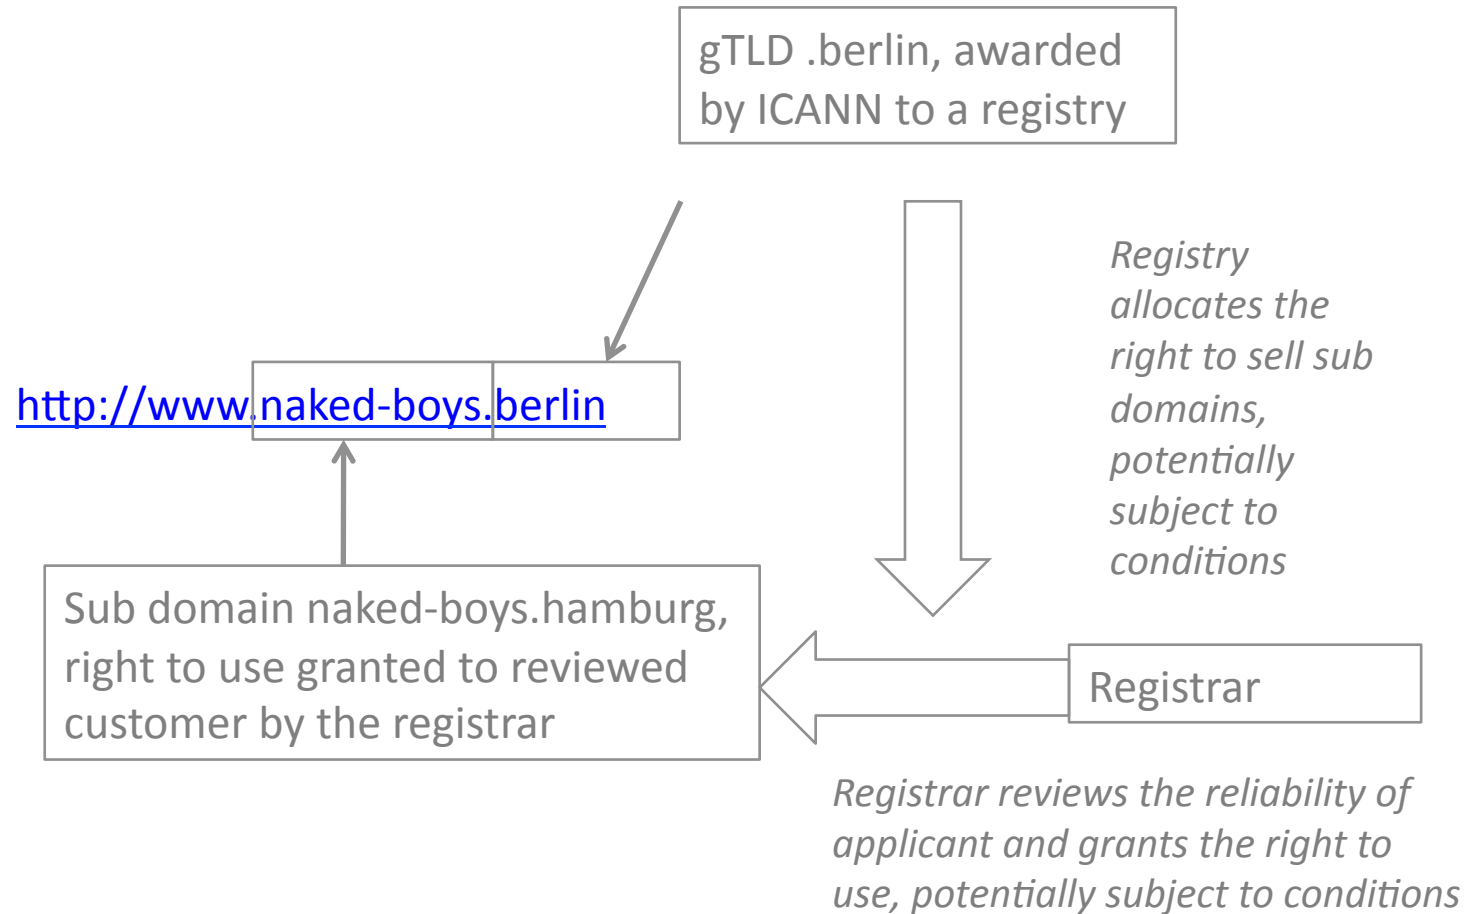 gTLD .berlin, awarded
by ICANN to a registry
Registry
allocates the
right to sell sub
domains,
potentially
subject to
conditions
http://www.naked-boys.berlin
Sub domain naked-boys.hamburg,
right to use granted to reviewed
customer by the registrar
Registrar
Registrar reviews the reliability of
applicant and grants the right to
use, potentially subject to conditions